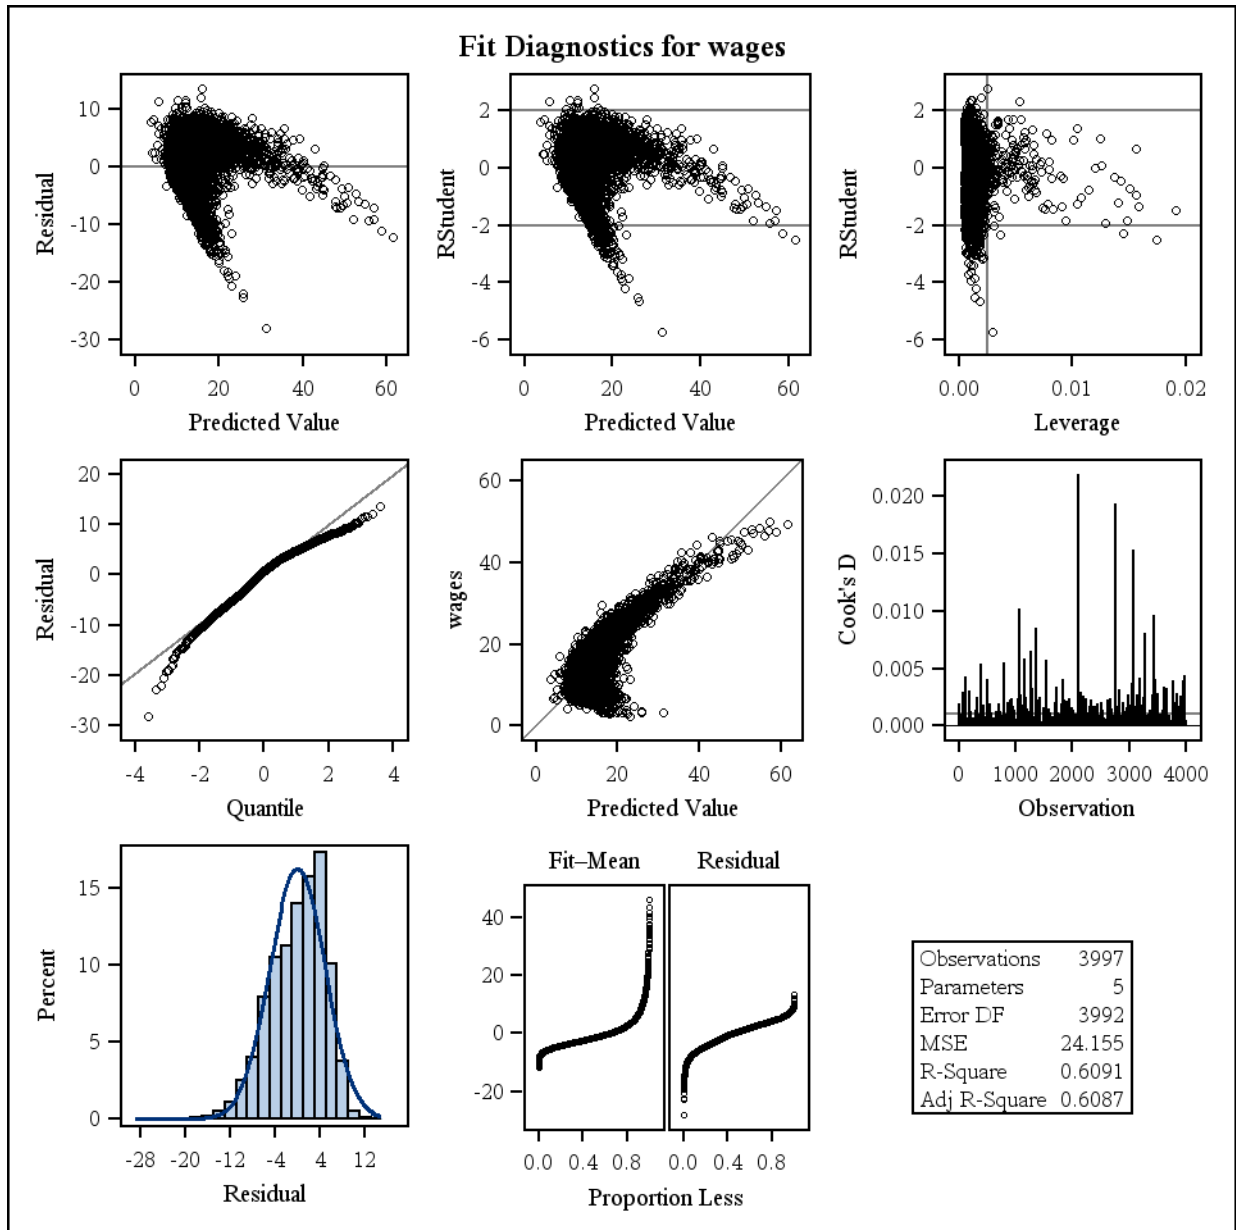 Fit Diagnostics for wages
10
0
-10
-20
-30
Residual
0 20 40 60
Predicted Value
2
0
-2
-4
-6
RStudent
0 20 40 60
Predicted Value
2
0
-2
-4
-6
RStudent
0.00 0.01 0.02
Leverage
20
10
0
-10
-20
-30
Residual
-4 -2 0 2 4
Quantile
60
40
20
0
wages
0 20 40 60
Predicted Value
0.020
0.015
0.010
0.005
0.000
Cook's D
0 1000 2000 3000 4000
Observation
15
10
5
0
Percent
-28 -20 -12 -4 4 12
Residual
Fit–Mean Residual
40
20
0
-20
0.0 0.4 0.8 0.0 0.4 0.8
Proportion Less
Observations 3997
Parameters 5
Error DF 3992
MSE 24.155
R-Square 0.6091
Adj R-Square 0.6087